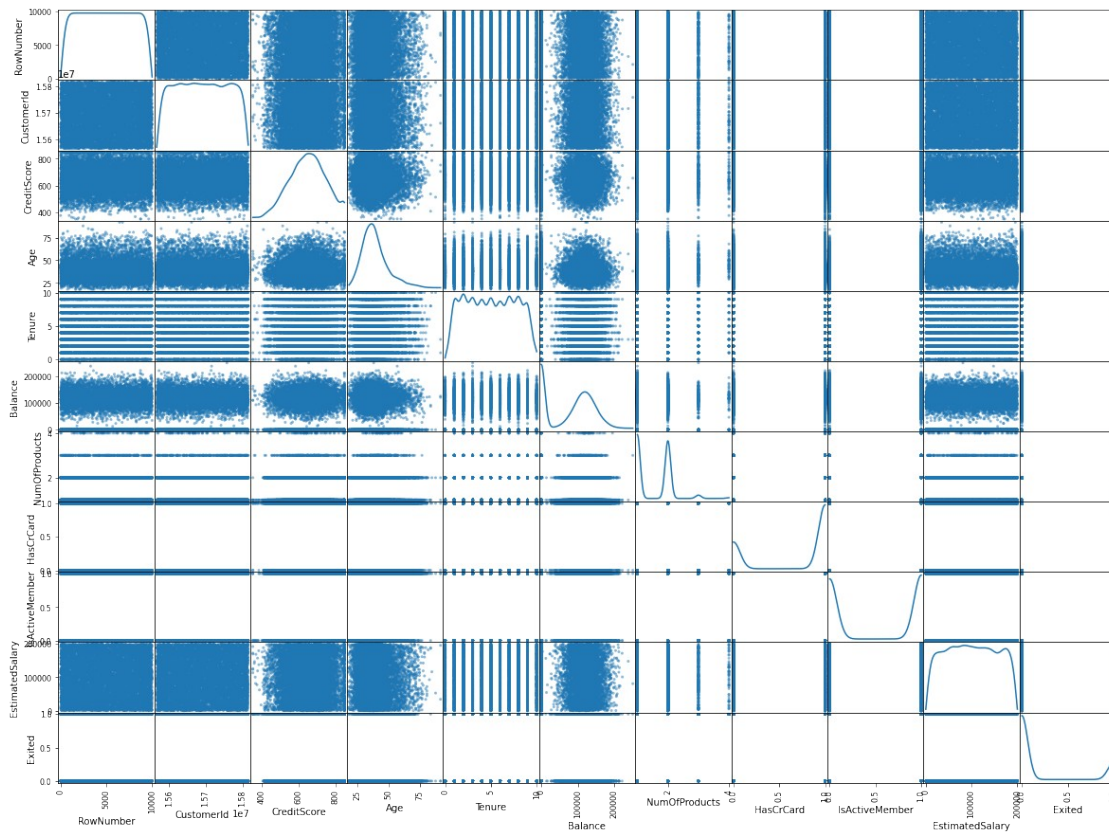 RowNumber
10000
5000
0
1e7
CustomerId
1.58
1.57
1.56
CreditScore
800
600
400
Age
75
50
25
Tenure
10
5
0
Balance
200000
100000
0
NumOfProducts
4
2
HasCrCard
1.0
0.5
0.0
sActiveMember
1.0
0.5
0.0
EstimatedSalary
200000
100000
0
Exited
1.0
0.5
0.0
0 5000 10000 1.56 1.57 1.58 400 600 800 25 50 75 0 5 10 0 100000 200000 2 4 0.0 0.5 1.0 0.0 0.5 1.0 0 100000 200000 0.0 0.5
RowNumber CustomerId 1e7 CreditScore Age Tenure Balance NumOfProducts HasCrCard IsActiveMember EstimatedSalary Exited